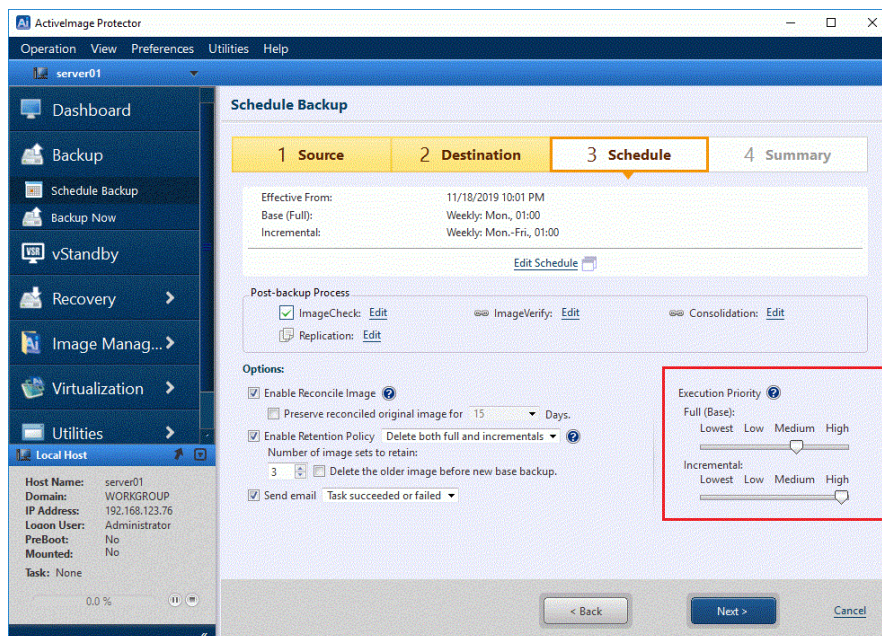 Ai ActiveImage Protector
Operation View Preferences Utilities Help
server01
Dashboard
Backup
Schedule Backup
Backup Now
VSR vStandby
Recovery
Ai Image Manag...
Virtualization
Utilities
Local Host
Host Name: server01
Domain: WORKGROUP
IP Address: 192.168.123.76
Logon User: Administrator
PreBoot: No
Mounted: No
Task: None
0.0 %
Schedule Backup
1 Source 2 Destination 3 Schedule 4 Summary
Effective From: 11/18/2019 10:01 PM
Base (Full): Weekly: Mon., 01:00
Incremental: Weekly: Mon.-Fri., 01:00
Edit Schedule
Post-backup Process
ImageCheck: Edit ImageVerify: Edit Consolidation: Edit
Replication: Edit
Options:
Enable Reconcile Image ?
Preserve reconciled original image for 15 Days.
Enable Retention Policy Delete both full and incrementals ?
Number of image sets to retain:
3 Delete the older image before new base backup.
Send email Task succeeded or failed
Execution Priority ?
Full (Base):
Lowest Low Medium High
Incremental:
Lowest Low Medium High
< Back Next > Cancel